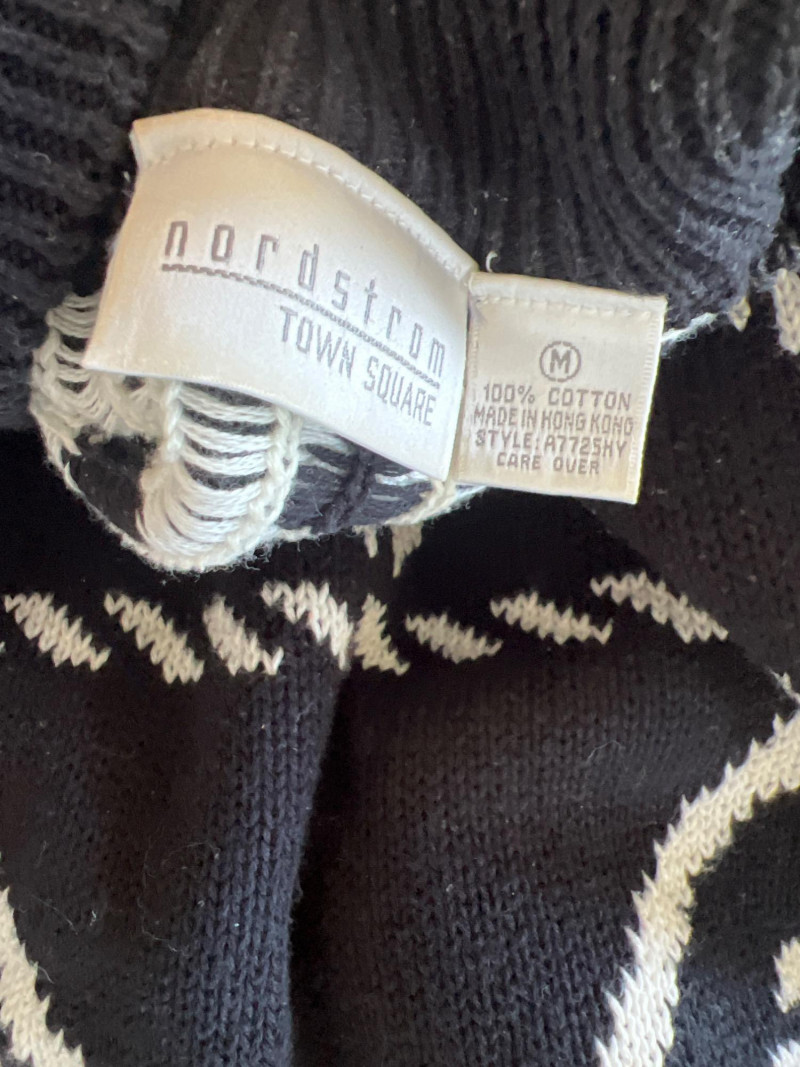 nordstrom
TOWN SQUARE
M
100% COTTON
MADE IN HONG KONG
STYLE: A7725HY
CARE OVER